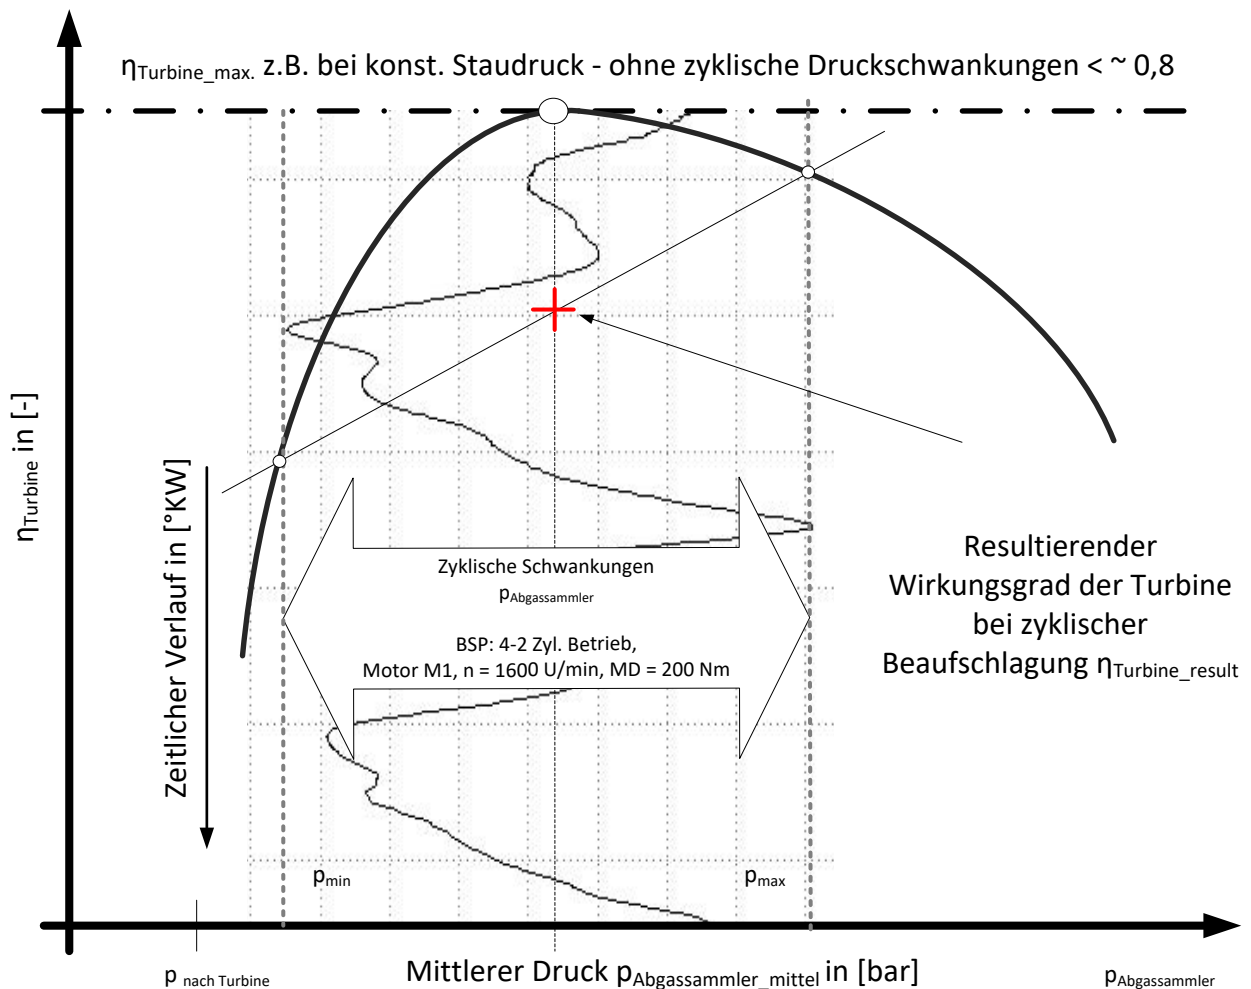 ηTurbine_max. z.B. bei konst. Staudruck - ohne zyklische Druckschwankungen < ~ 0,8
ηTurbine in [-]
Zeitlicher Verlauf in [°KW]
Zyklische Schwankungen
pAbgassammler
BSP: 4-2 Zyl. Betrieb,
Motor M1, n = 1600 U/min, MD = 200 Nm
Resultierender
Wirkungsgrad der Turbine
bei zyklischer
Beaufschlagung ηTurbine_result
pmin
pmax
p nach Turbine
Mittlerer Druck pAbgassammler_mittel in [bar]
pAbgassammler